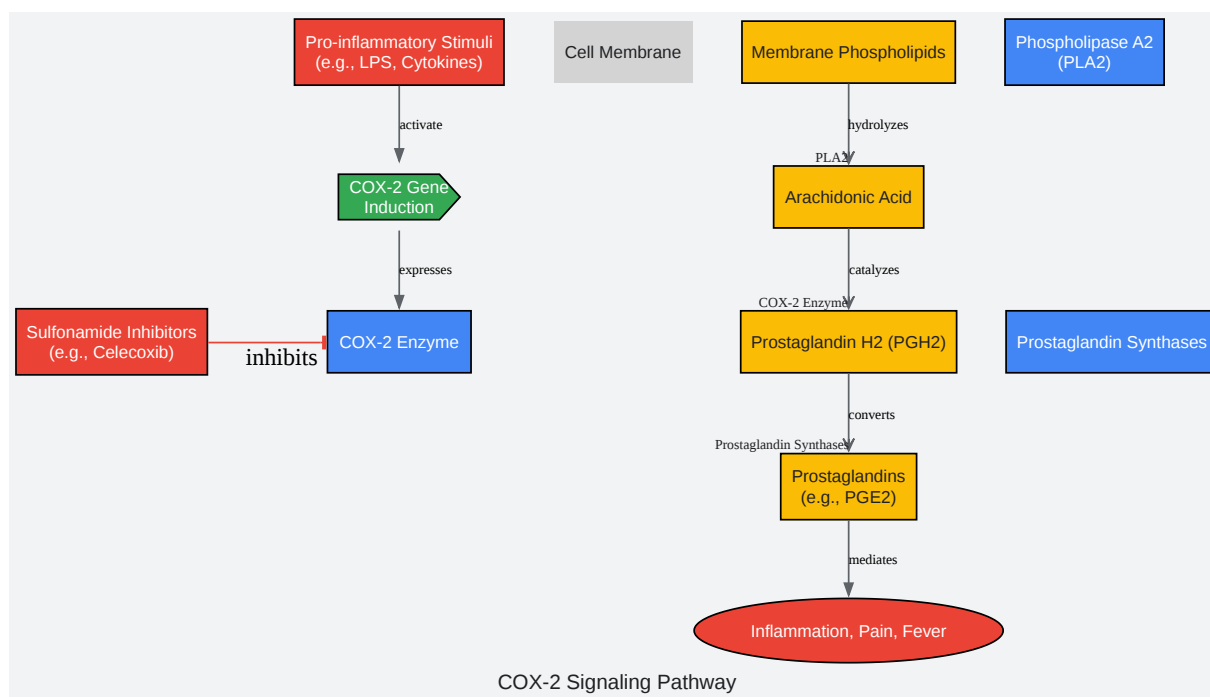 Pro-inflammatory Stimuli
(e.g., LPS, Cytokines)
Cell Membrane
Membrane Phospholipids
Phospholipase A2
(PLA2)
activate
hydrolyzes
PLA2
COX-2 Gene
Induction
Arachidonic Acid
expresses
catalyzes
COX-2 Enzyme
Sulfonamide Inhibitors
(e.g., Celecoxib)
inhibits
COX-2 Enzyme
Prostaglandin H2 (PGH2)
Prostaglandin Synthases
converts
Prostaglandin Synthases
Prostaglandins
(e.g., PGE2)
mediates
Inflammation, Pain, Fever
COX-2 Signaling Pathway